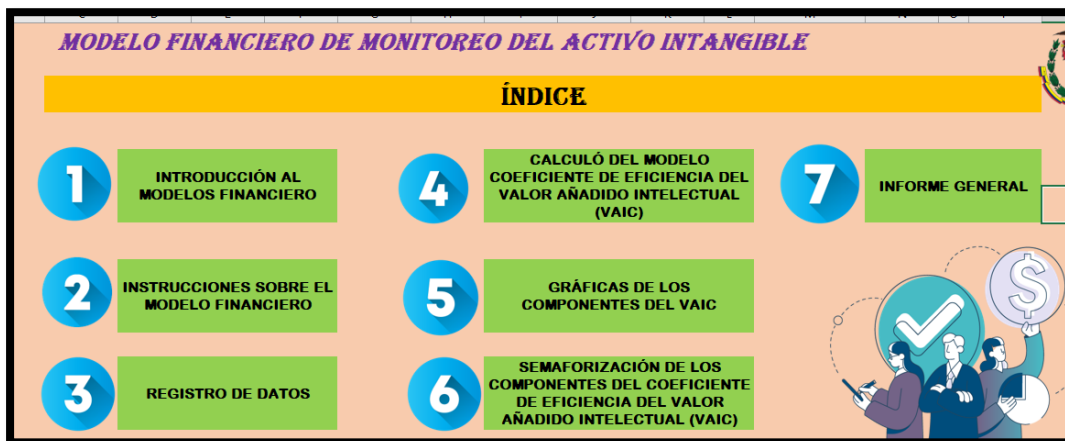 MODELO FINANCIERO DE MONITOREO DEL ACTIVO INTANGIBLE
ÍNDICE
1
INTRODUCCIÓN AL
MODELOS FINANCIERO
2
INSTRUCCIONES SOBRE EL
MODELO FINANCIERO
3
REGISTRO DE DATOS
4
CALCULÓ DEL MODELO
COEFICIENTE DE EFICIENCIA DEL
VALOR AÑADIDO INTELECTUAL
(VAIC)
5
GRÁFICAS DE LOS
COMPONENTES DEL VAIC
6
SEMAFORIZACIÓN DE LOS
COMPONENTES DEL COEFICIENTE
DE EFICIENCIA DEL VALOR
AÑADIDO INTELECTUAL (VAIC)
7
INFORME GENERAL
$